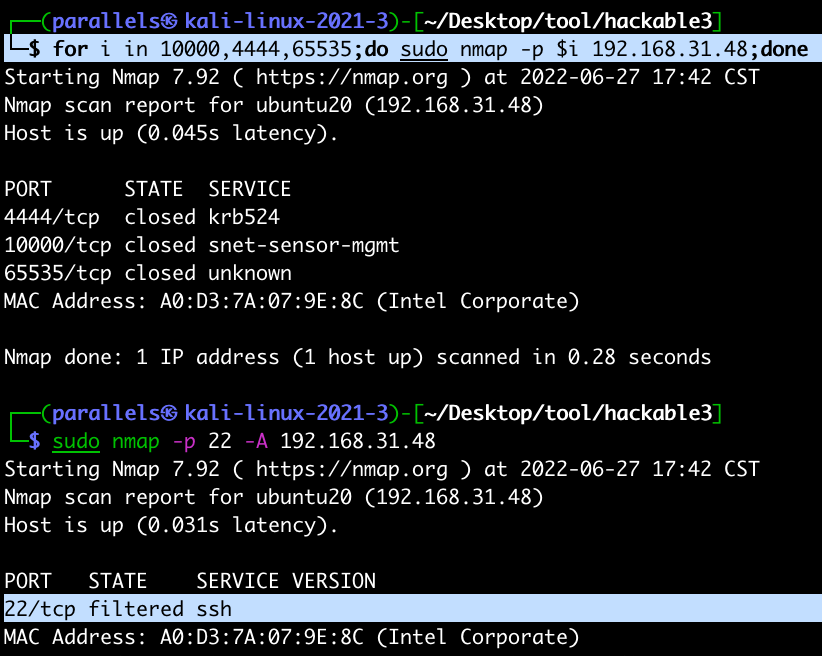 ┌──(parallels㉿kali-linux-2021-3)-[~/Desktop/tool/hackable3]
└─$ for i in 10000,4444,65535;do sudo nmap -p $i 192.168.31.48;done
Starting Nmap 7.92 ( https://nmap.org ) at 2022-06-27 17:42 CST
Nmap scan report for ubuntu20 (192.168.31.48)
Host is up (0.045s latency).

PORT      STATE  SERVICE
4444/tcp  closed krb524
10000/tcp closed snet-sensor-mgmt
65535/tcp closed unknown
MAC Address: A0:D3:7A:07:9E:8C (Intel Corporate)

Nmap done: 1 IP address (1 host up) scanned in 0.28 seconds

┌──(parallels㉿kali-linux-2021-3)-[~/Desktop/tool/hackable3]
└─$ sudo nmap -p 22 -A 192.168.31.48
Starting Nmap 7.92 ( https://nmap.org ) at 2022-06-27 17:42 CST
Nmap scan report for ubuntu20 (192.168.31.48)
Host is up (0.031s latency).

PORT   STATE    SERVICE VERSION
22/tcp filtered ssh
MAC Address: A0:D3:7A:07:9E:8C (Intel Corporate)